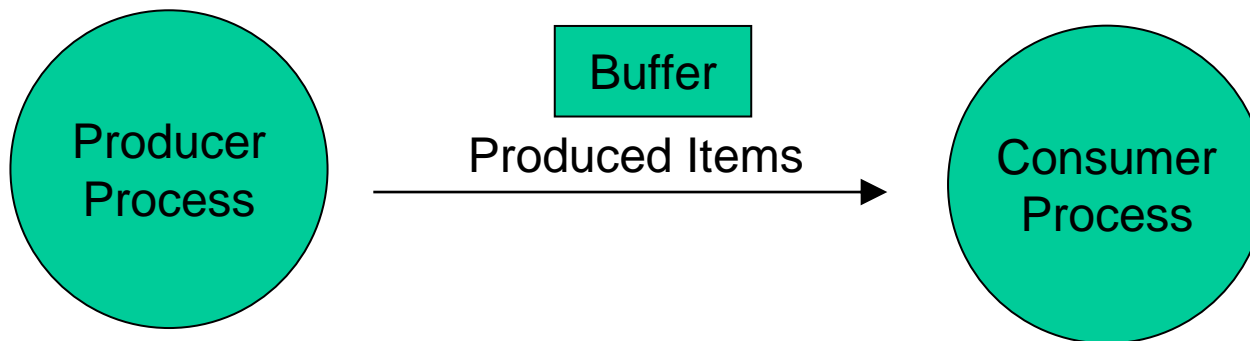 Producer
Process
Buffer
Produced Items
Consumer
Process